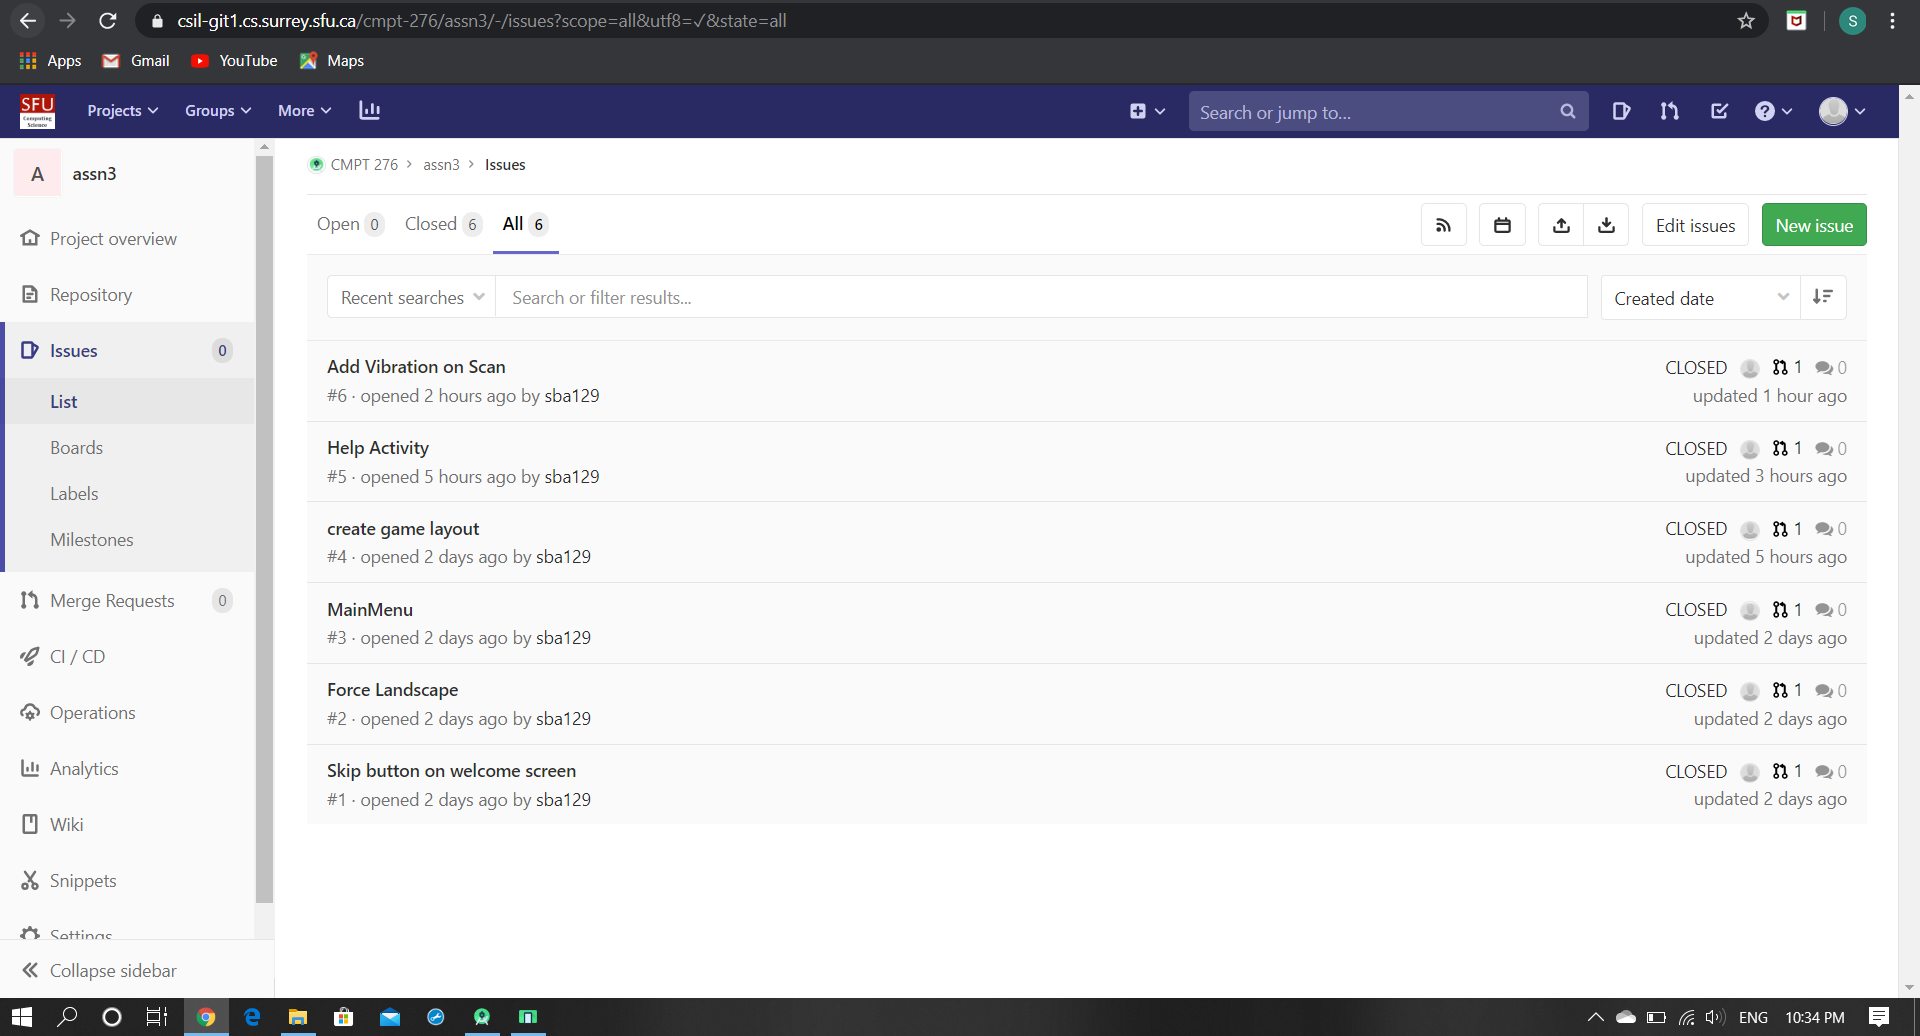 csil-git1.cs.surrey.sfu.ca/cmpt-276/assn3/-/issues?scope=all&utf8=✓&state=all
S
Apps Gmail YouTube Maps
SFU
Computing
Science
Projects Groups More Search or jump to...
A assn3
Project overview
Repository
Issues 0
List
Boards
Labels
Milestones
Merge Requests 0
CI / CD
Operations
Analytics
Wiki
Snippets
Settings
Collapse sidebar
CMPT 276 > assn3 > Issues
Open 0 Closed 6 All 6 Edit issues New issue
Recent searches Search or filter results... Created date
Add Vibration on Scan CLOSED 1 0
#6 · opened 2 hours ago by sba129 updated 1 hour ago
Help Activity CLOSED 1 0
#5 · opened 5 hours ago by sba129 updated 3 hours ago
create game layout CLOSED 1 0
#4 · opened 2 days ago by sba129 updated 5 hours ago
MainMenu CLOSED 1 0
#3 · opened 2 days ago by sba129 updated 2 days ago
Force Landscape CLOSED 1 0
#2 · opened 2 days ago by sba129 updated 2 days ago
Skip button on welcome screen CLOSED 1 0
#1 · opened 2 days ago by sba129 updated 2 days ago
ENG 10:34 PM